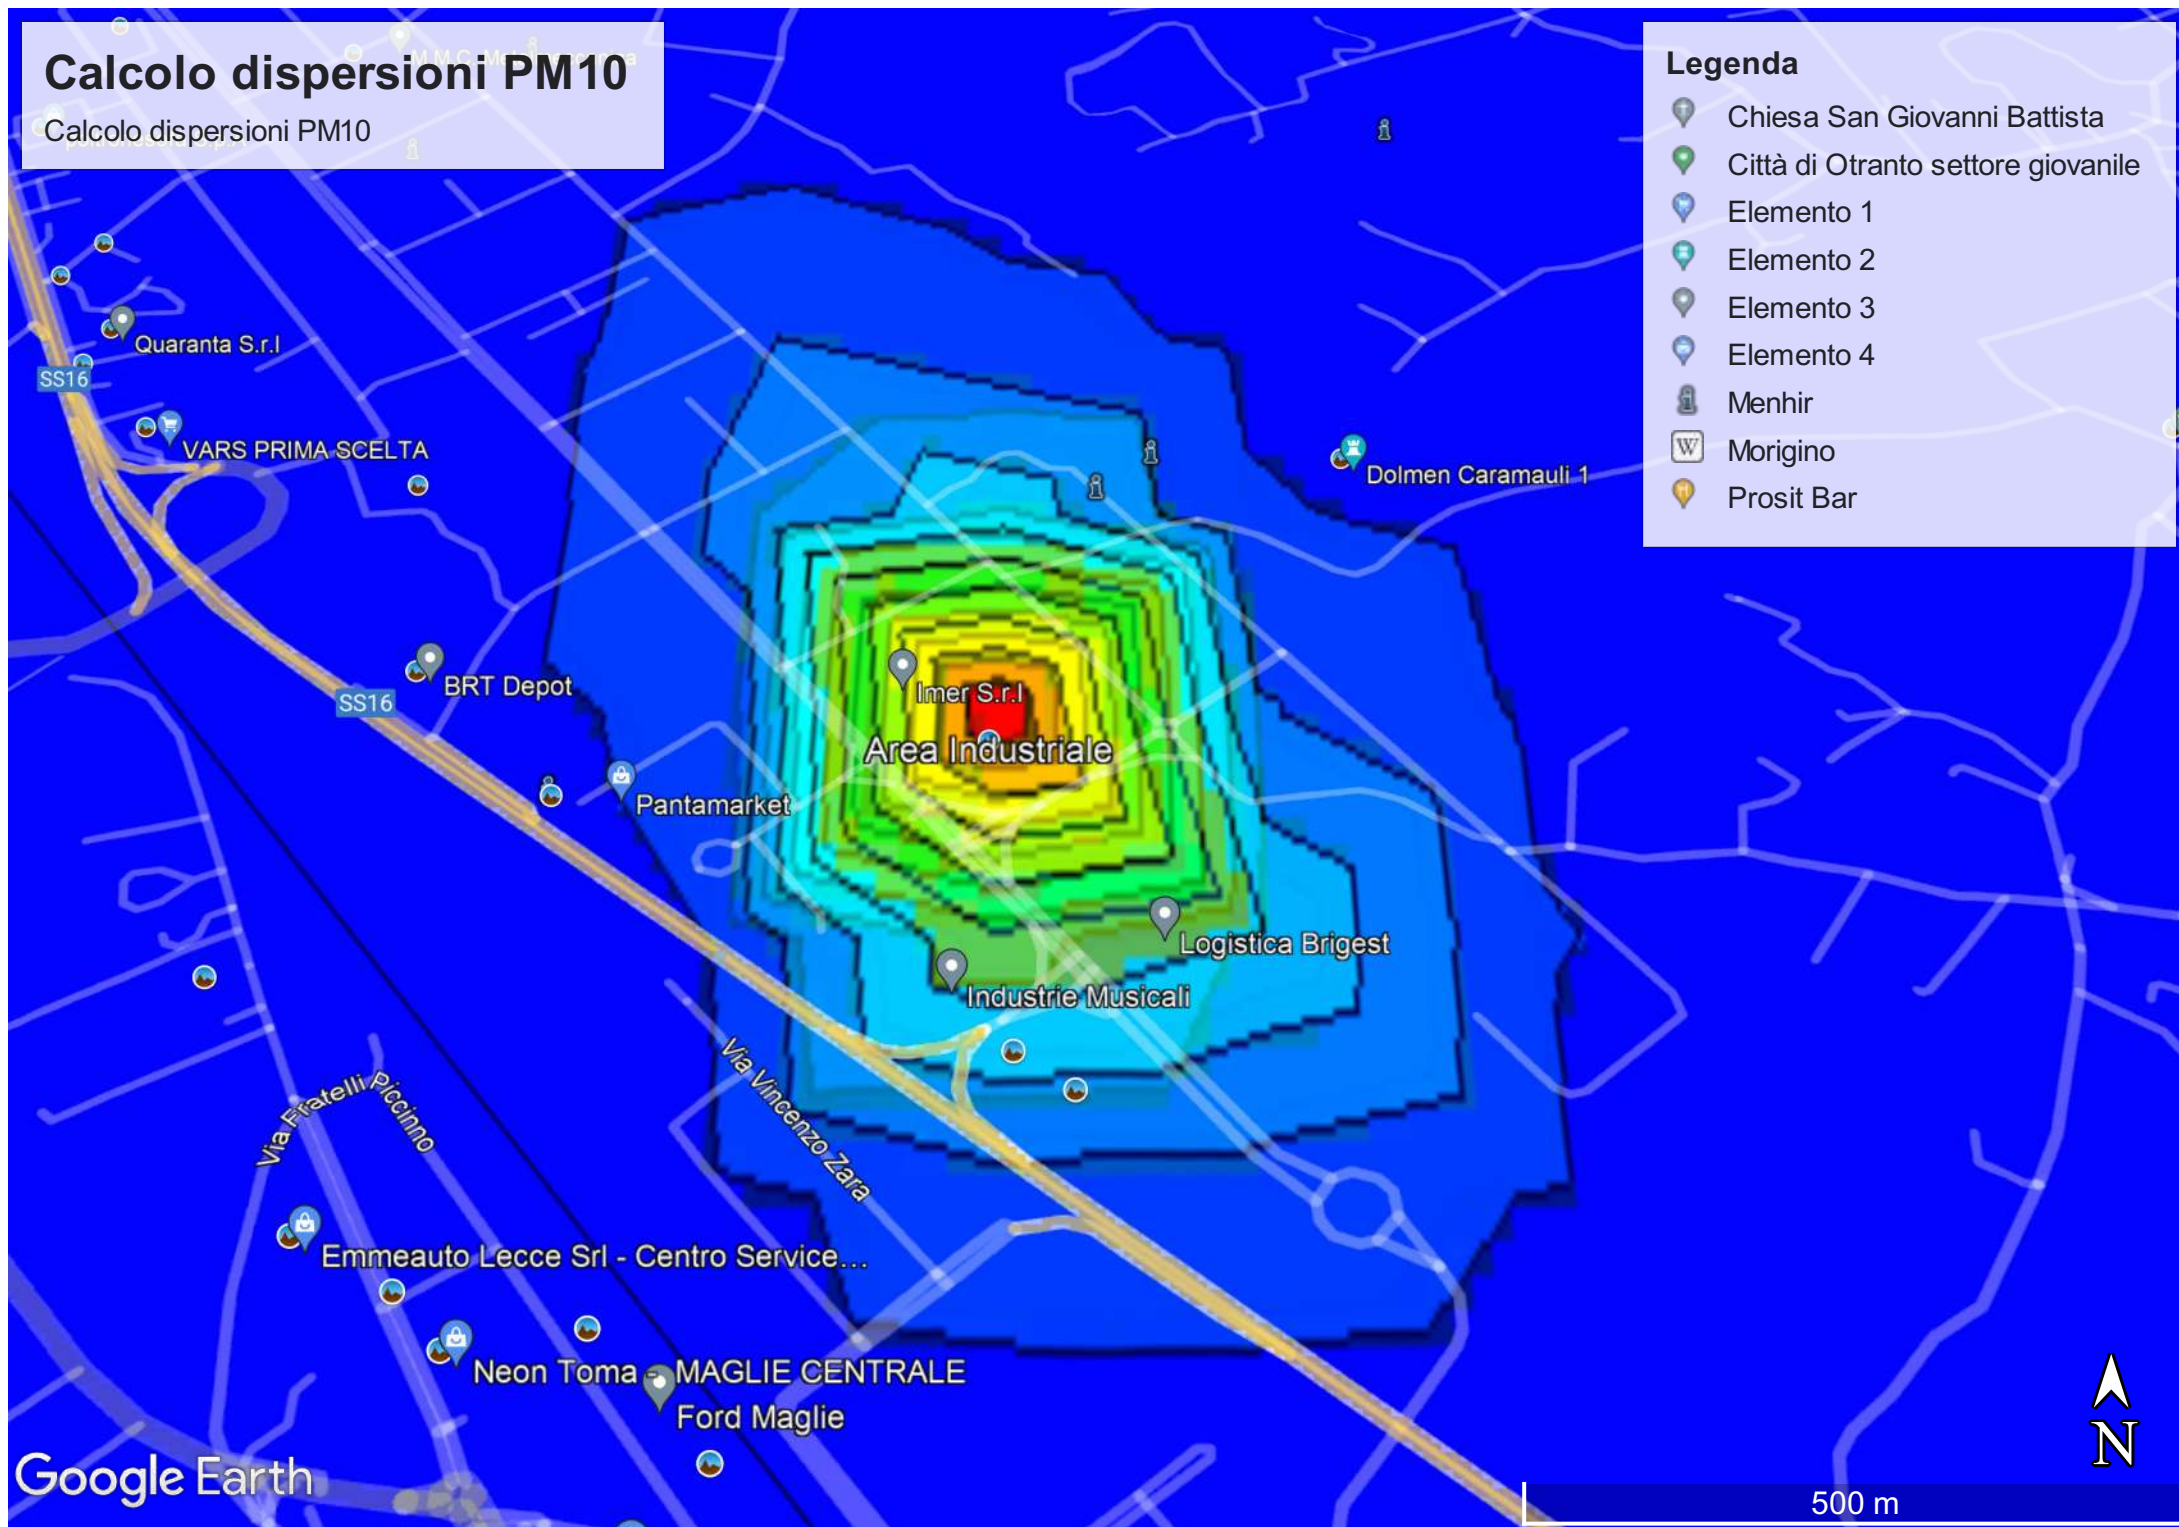 Calcolo dispersioni PM10
Calcolo dispersioni PM10
Legenda
Chiesa San Giovanni Battista
Città di Otranto settore giovanile
Elemento 1
Elemento 2
Elemento 3
Elemento 4
Menhir
Morigino
Prosit Bar
Quaranta S.r.l
SS16
VARS PRIMA SCELTA
Dolmen Caramauli 1
BRT Depot
SS16
Imer S.r.l
Area Industriale
Pantamarket
Logistica Brigest
Industrie Musicali
Via Vincenzo Zara
Via Fratelli Piccinno
Emmeauto Lecce Srl - Centro Service...
Neon Toma - MAGLIE CENTRALE
Ford Maglie
Google Earth
N
500 m